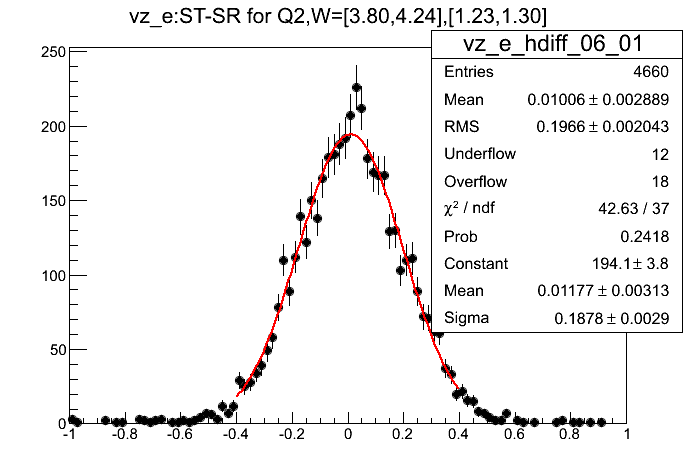 vz_e:ST-SR for Q2,W=[3.80,4.24],[1.23,1.30]
vz_e_hdiff_06_01
Entries 4660
Mean 0.01006 ± 0.002889
RMS 0.1966 ± 0.002043
Underflow 12
Overflow 18
χ² / ndf 42.63 / 37
Prob 0.2418
Constant 194.1± 3.8
Mean 0.01177 ± 0.00313
Sigma 0.1878 ± 0.0029
250
200
150
100
50
0
-1 -0.8 -0.6 -0.4 -0.2 0 0.2 0.4 0.6 0.8 1